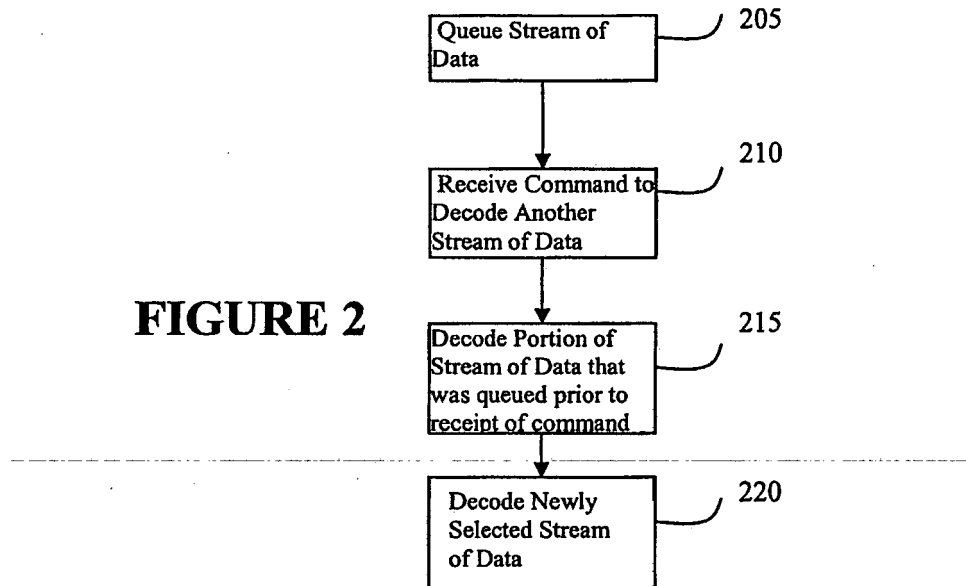 Queue Stream of
Data
205
Receive Command to
Decode Another
Stream of Data
210
FIGURE 2
Decode Portion of
Stream of Data that
was queued prior to
receipt of command
215
Decode Newly
Selected Stream
of Data
220